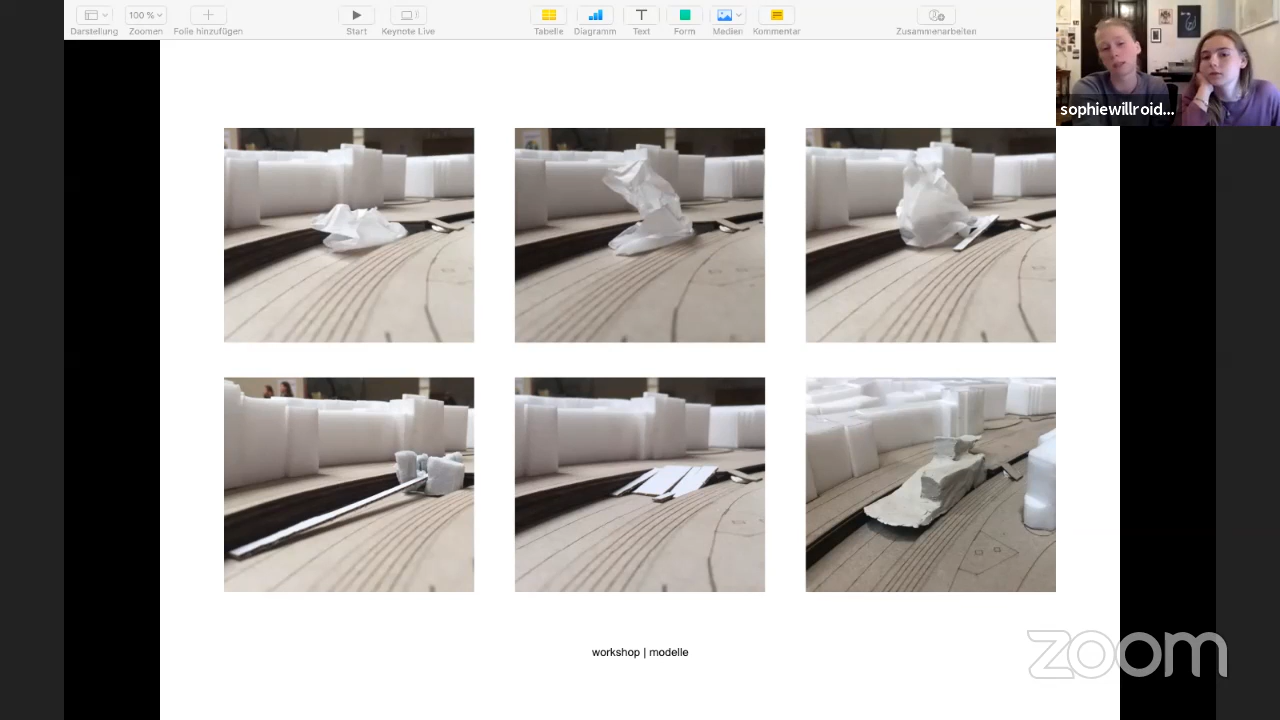 100 %
Darstellung Zoomen Folie hinzufügen Start Keynote Live Tabelle Diagramm Text Form Medien Kommentar Zusammenarbeiten
sophiewillroid...
workshop | modelle
zoom